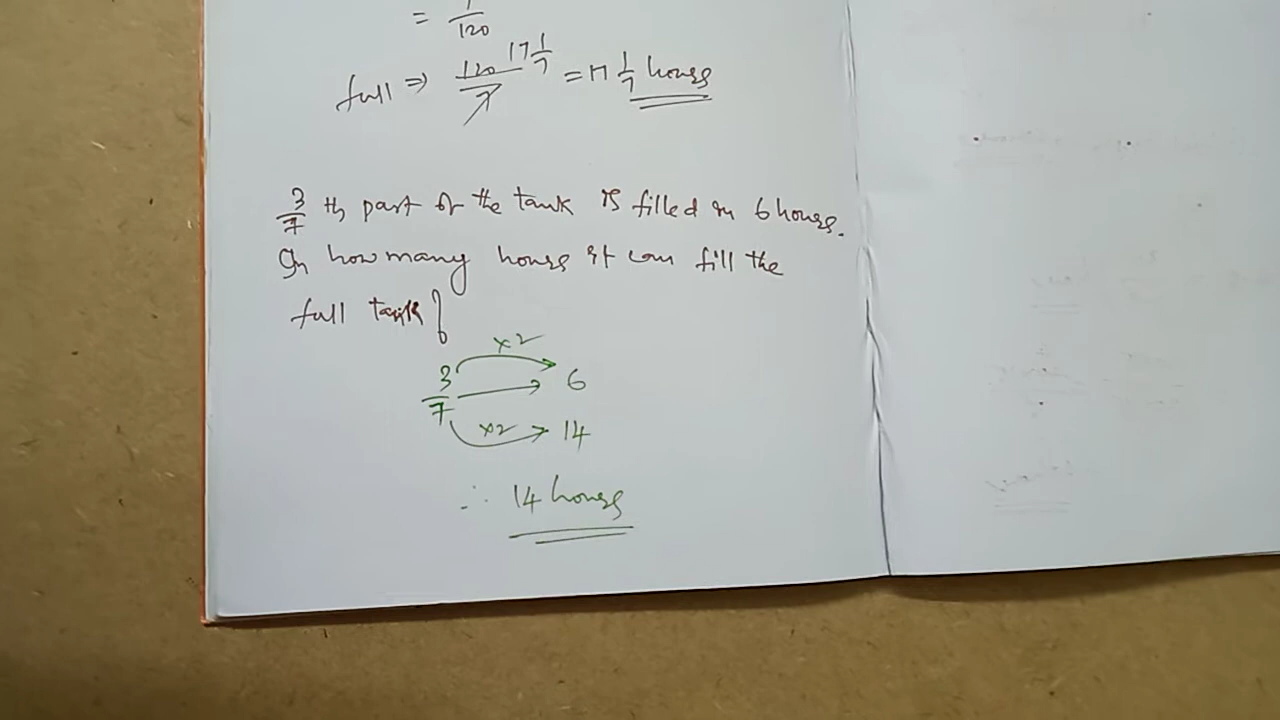 = 7/120
full ⇒ 120/7 17 1/7 = 17 1/7 hours
3/7 th part of the tank is filled in 6 hours.
In how many hours it can fill the
full tank?
×2
3/7 → 6
×2 → 14
∴ 14 hours